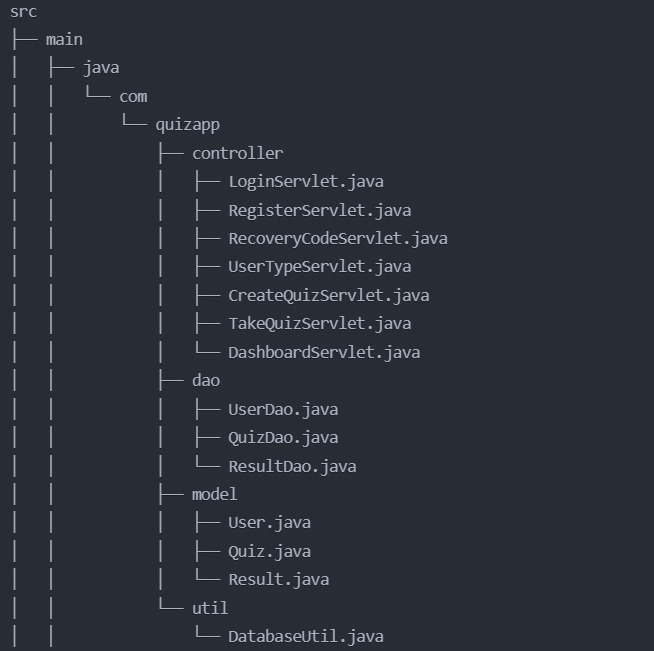 src
├── main
│   ├── java
│   │   └── com
│   │       └── quizapp
│   │           ├── controller
│   │           │   ├── LoginServlet.java
│   │           │   ├── RegisterServlet.java
│   │           │   ├── RecoveryCodeServlet.java
│   │           │   ├── UserTypeServlet.java
│   │           │   ├── CreateQuizServlet.java
│   │           │   ├── TakeQuizServlet.java
│   │           │   └── DashboardServlet.java
│   │           ├── dao
│   │           │   ├── UserDao.java
│   │           │   ├── QuizDao.java
│   │           │   └── ResultDao.java
│   │           ├── model
│   │           │   ├── User.java
│   │           │   ├── Quiz.java
│   │           │   └── Result.java
│   │           └── util
│   │               └── DatabaseUtil.java